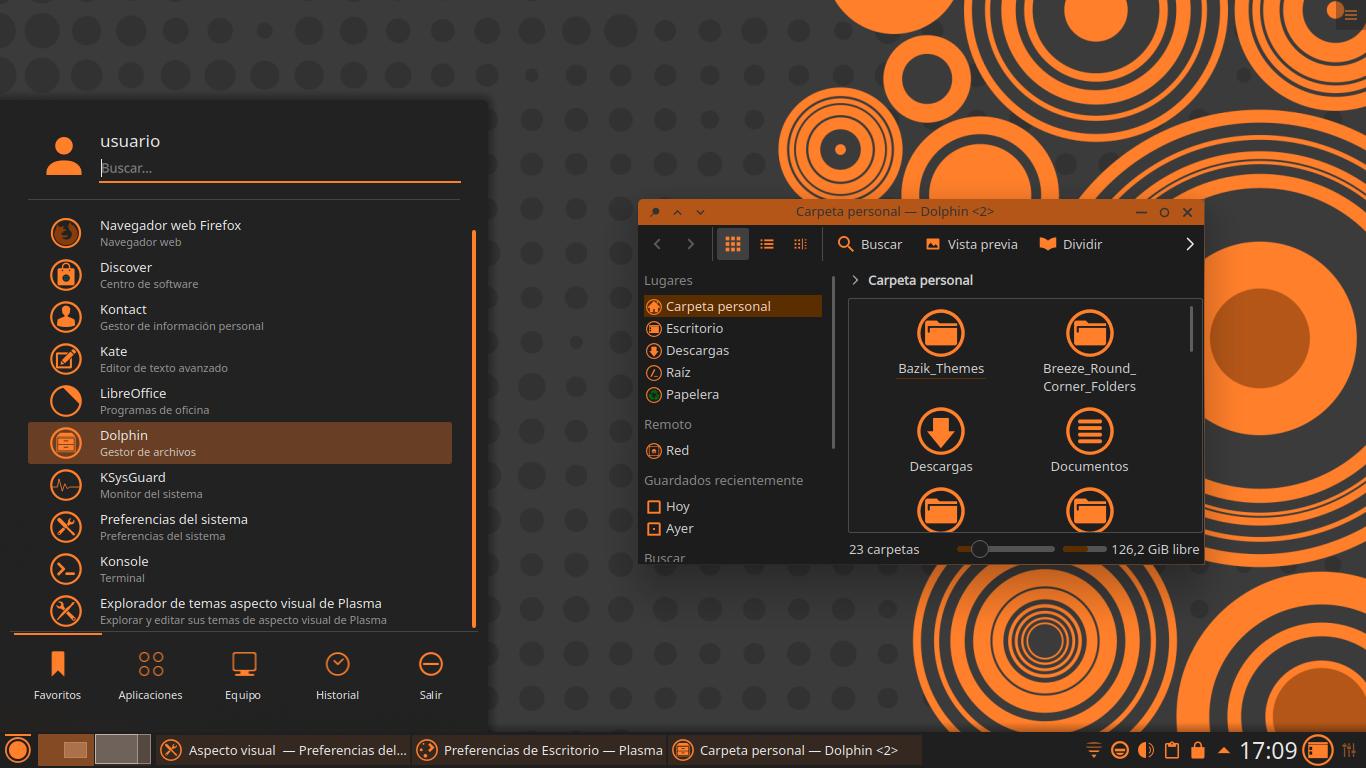 usuario
Buscar...
Navegador web Firefox
Navegador web
Discover
Centro de software
Kontact
Gestor de información personal
Kate
Editor de texto avanzado
LibreOffice
Programas de oficina
Dolphin
Gestor de archivos
KSysGuard
Monitor del sistema
Preferencias del sistema
Preferencias del sistema
Konsole
Terminal
Explorador de temas aspecto visual de Plasma
Explorar y editar sus temas de aspecto visual de Plasma
Favoritos
Aplicaciones
Equipo
Historial
Salir
Carpeta personal — Dolphin <2>
Buscar
Vista previa
Dividir
Lugares
Carpeta personal
Escritorio
Descargas
Raíz
Papelera
Remoto
Red
Guardados recientemente
Hoy
Ayer
Buscar
Carpeta personal
Bazik_Themes
Breeze_Round_
Corner_Folders
Descargas
Documentos
23 carpetas
126,2 GiB libre
Aspecto visual — Preferencias del...
Preferencias de Escritorio — Plasma
Carpeta personal — Dolphin <2>
17:09